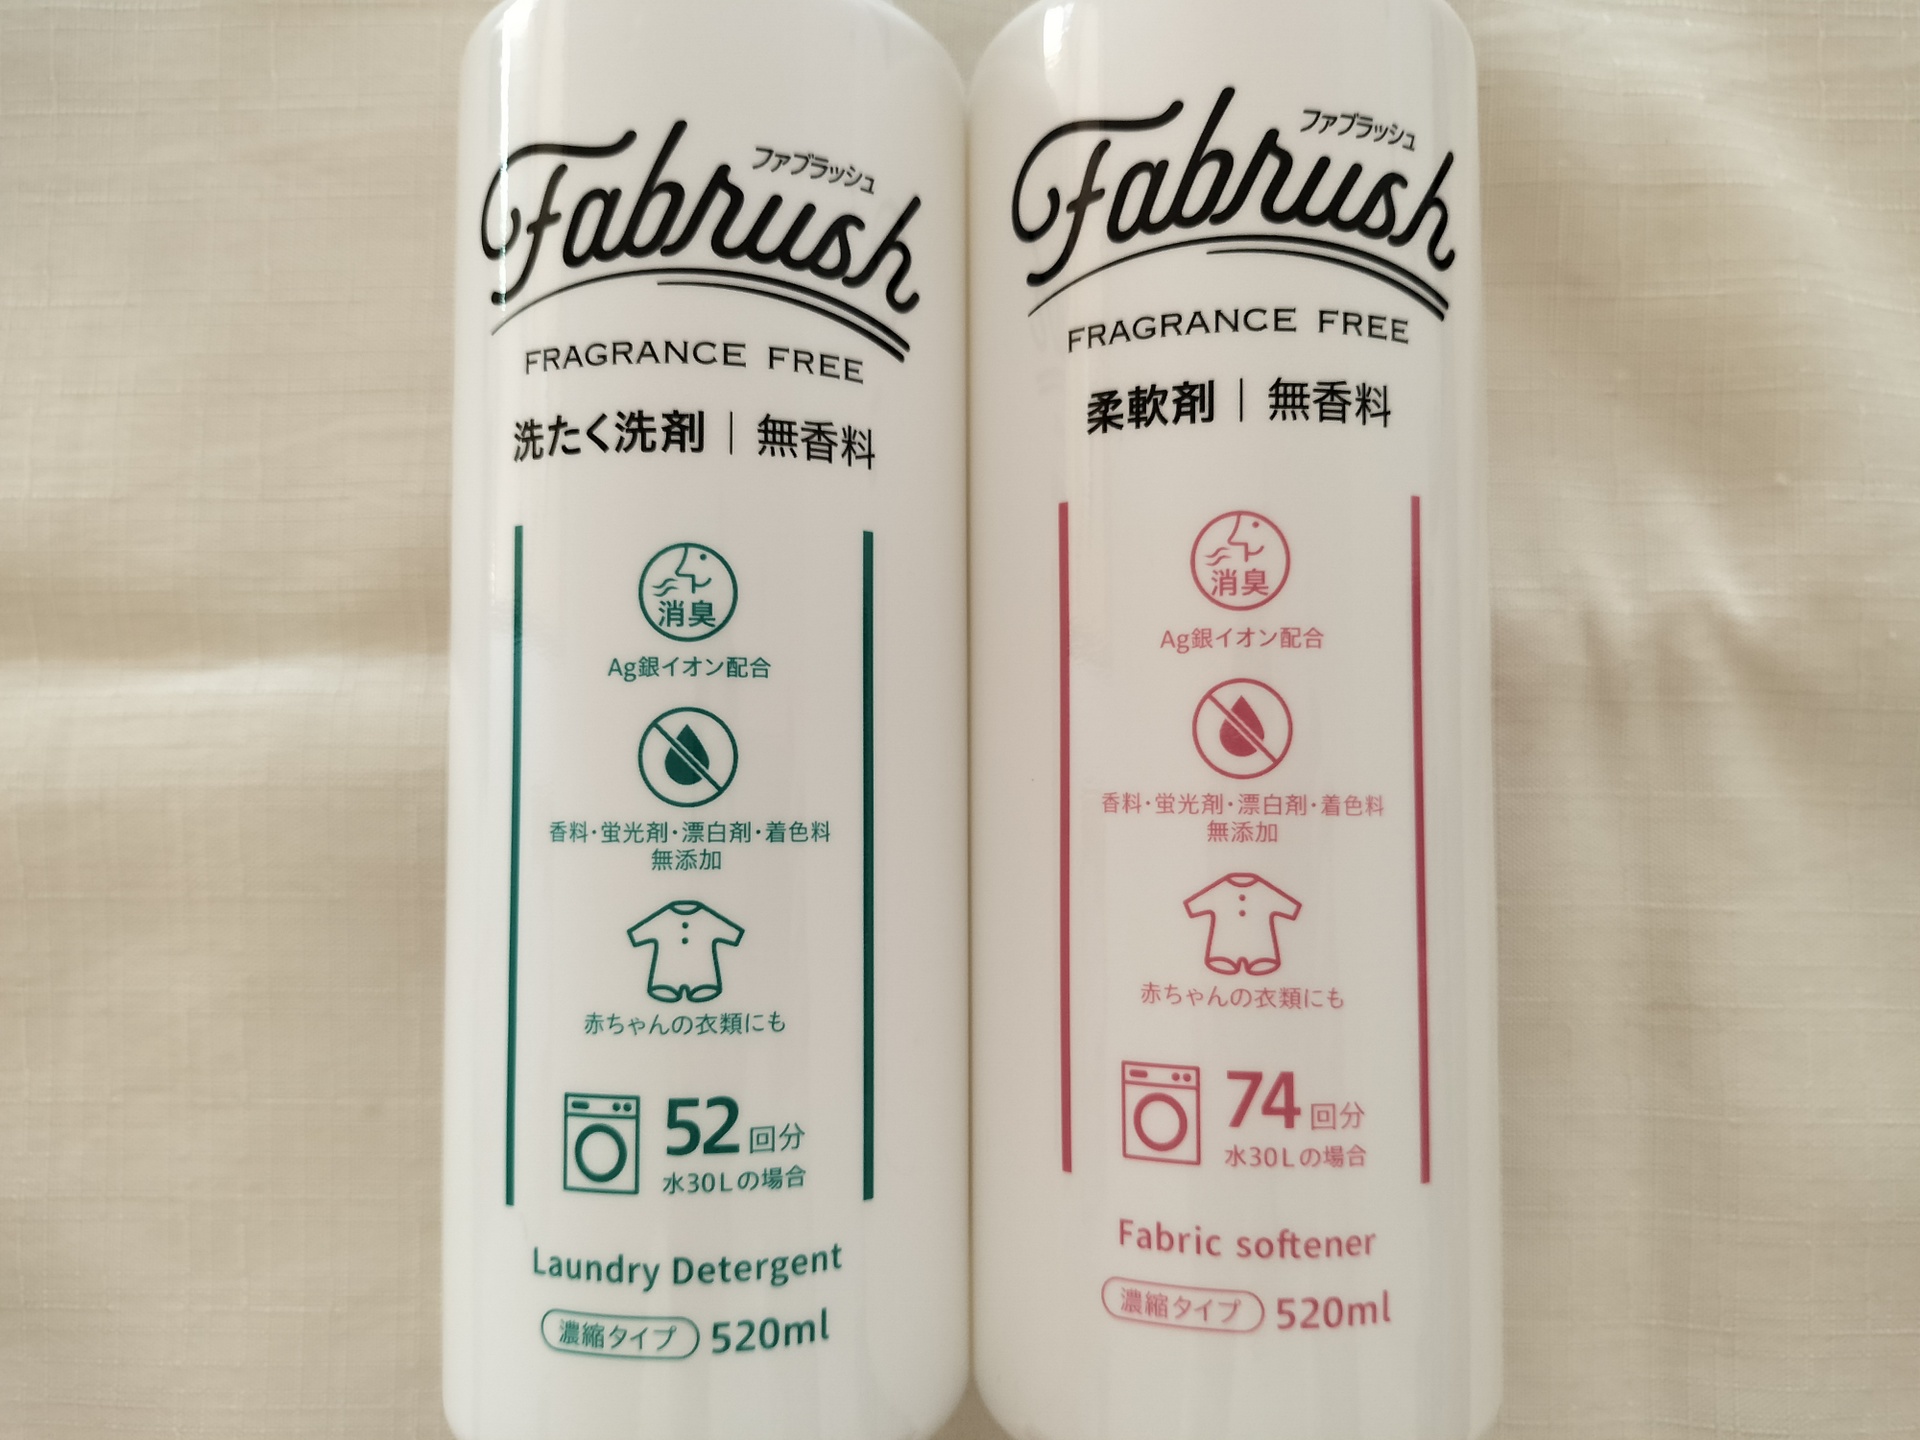 ファブラッシュ
Fabrush
FRAGRANCE FREE
洗たく洗剤 | 無香料
消臭
Ag銀イオン配合
香料・蛍光剤・漂白剤・着色料
無添加
赤ちゃんの衣類にも
52回分
水30Lの場合
Laundry Detergent
濃縮タイプ 520ml
ファブラッシュ
Fabrush
FRAGRANCE FREE
柔軟剤 | 無香料
消臭
Ag銀イオン配合
香料・蛍光剤・漂白剤・着色料
無添加
赤ちゃんの衣類にも
74回分
水30Lの場合
Fabric softener
濃縮タイプ 520ml